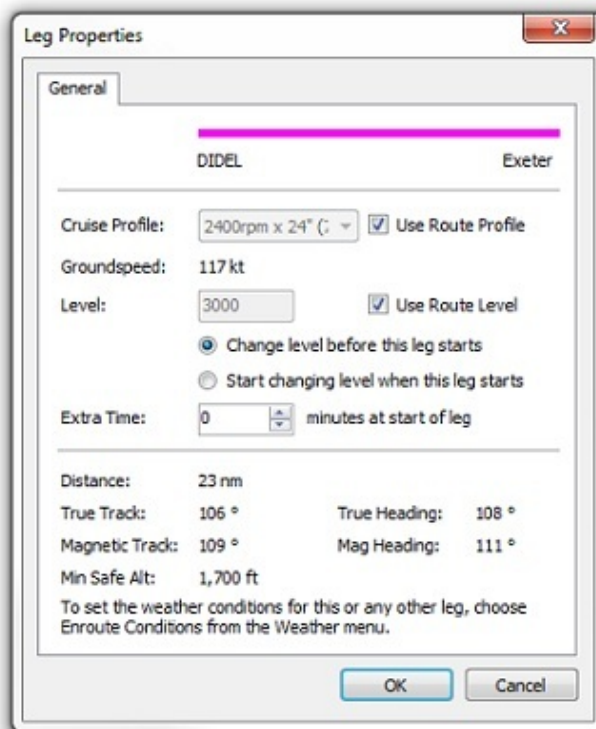 Leg Properties
General
DIDEL Exeter
Cruise Profile: 2400rpm x 24" (; Use Route Profile
Groundspeed: 117 kt
Level: 3000 Use Route Level
Change level before this leg starts
Start changing level when this leg starts
Extra Time: 0 minutes at start of leg
Distance: 23 nm
True Track: 106 ° True Heading: 108 °
Magnetic Track: 109 ° Mag Heading: 111 °
Min Safe Alt: 1,700 ft
To set the weather conditions for this or any other leg, choose
Enroute Conditions from the Weather menu.
OK Cancel